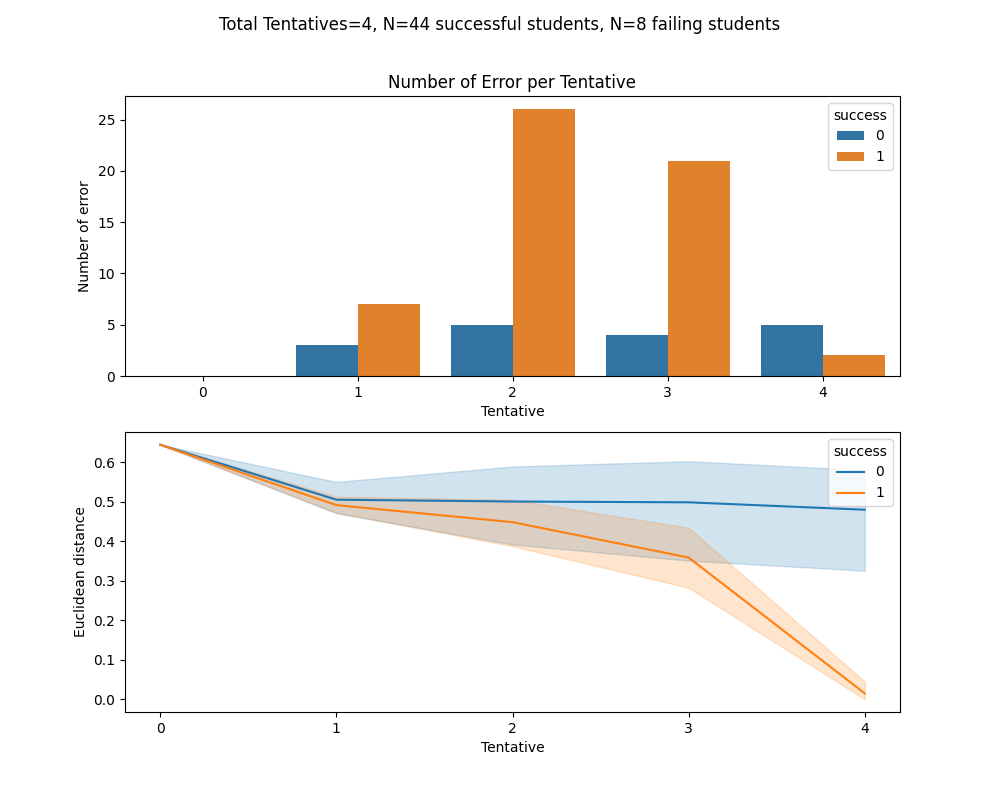 Total Tentatives=4, N=44 successful students, N=8 failing students
Number of Error per Tentative
25
20
15
10
5
0
Number of error
success
0
1
0 1 2 3 4
Tentative
0.6
0.5
0.4
0.3
0.2
0.1
0.0
Euclidean distance
success
0
1
0 1 2 3 4
Tentative